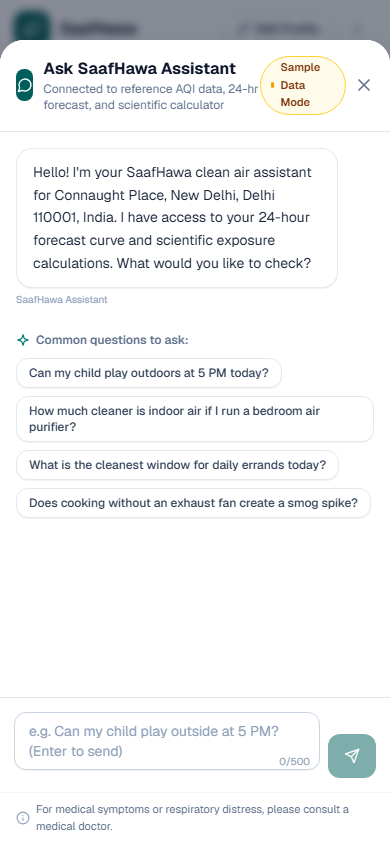 Ask SaafHawa Assistant
Connected to reference AQI data, 24-hr
forecast, and scientific calculator
Sample
Data
Mode
Hello! I'm your SaafHawa clean air assistant
for Connaught Place, New Delhi, Delhi
110001, India. I have access to your 24-hour
forecast curve and scientific exposure
calculations. What would you like to check?
SaafHawa Assistant
Common questions to ask:
Can my child play outdoors at 5 PM today?
How much cleaner is indoor air if I run a bedroom air
purifier?
What is the cleanest window for daily errands today?
Does cooking without an exhaust fan create a smog spike?
e.g. Can my child play outside at 5 PM?
(Enter to send)
0/500
For medical symptoms or respiratory distress, please consult a
medical doctor.